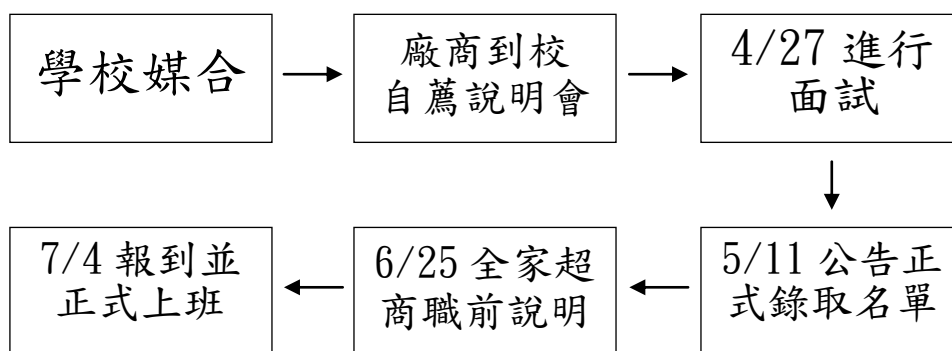 學校媒合
廠商到校
自薦說明會
4/27 進行
面試
5/11 公告正
式錄取名單
6/25 全家超
商職前說明
7/4 報到並
正式上班